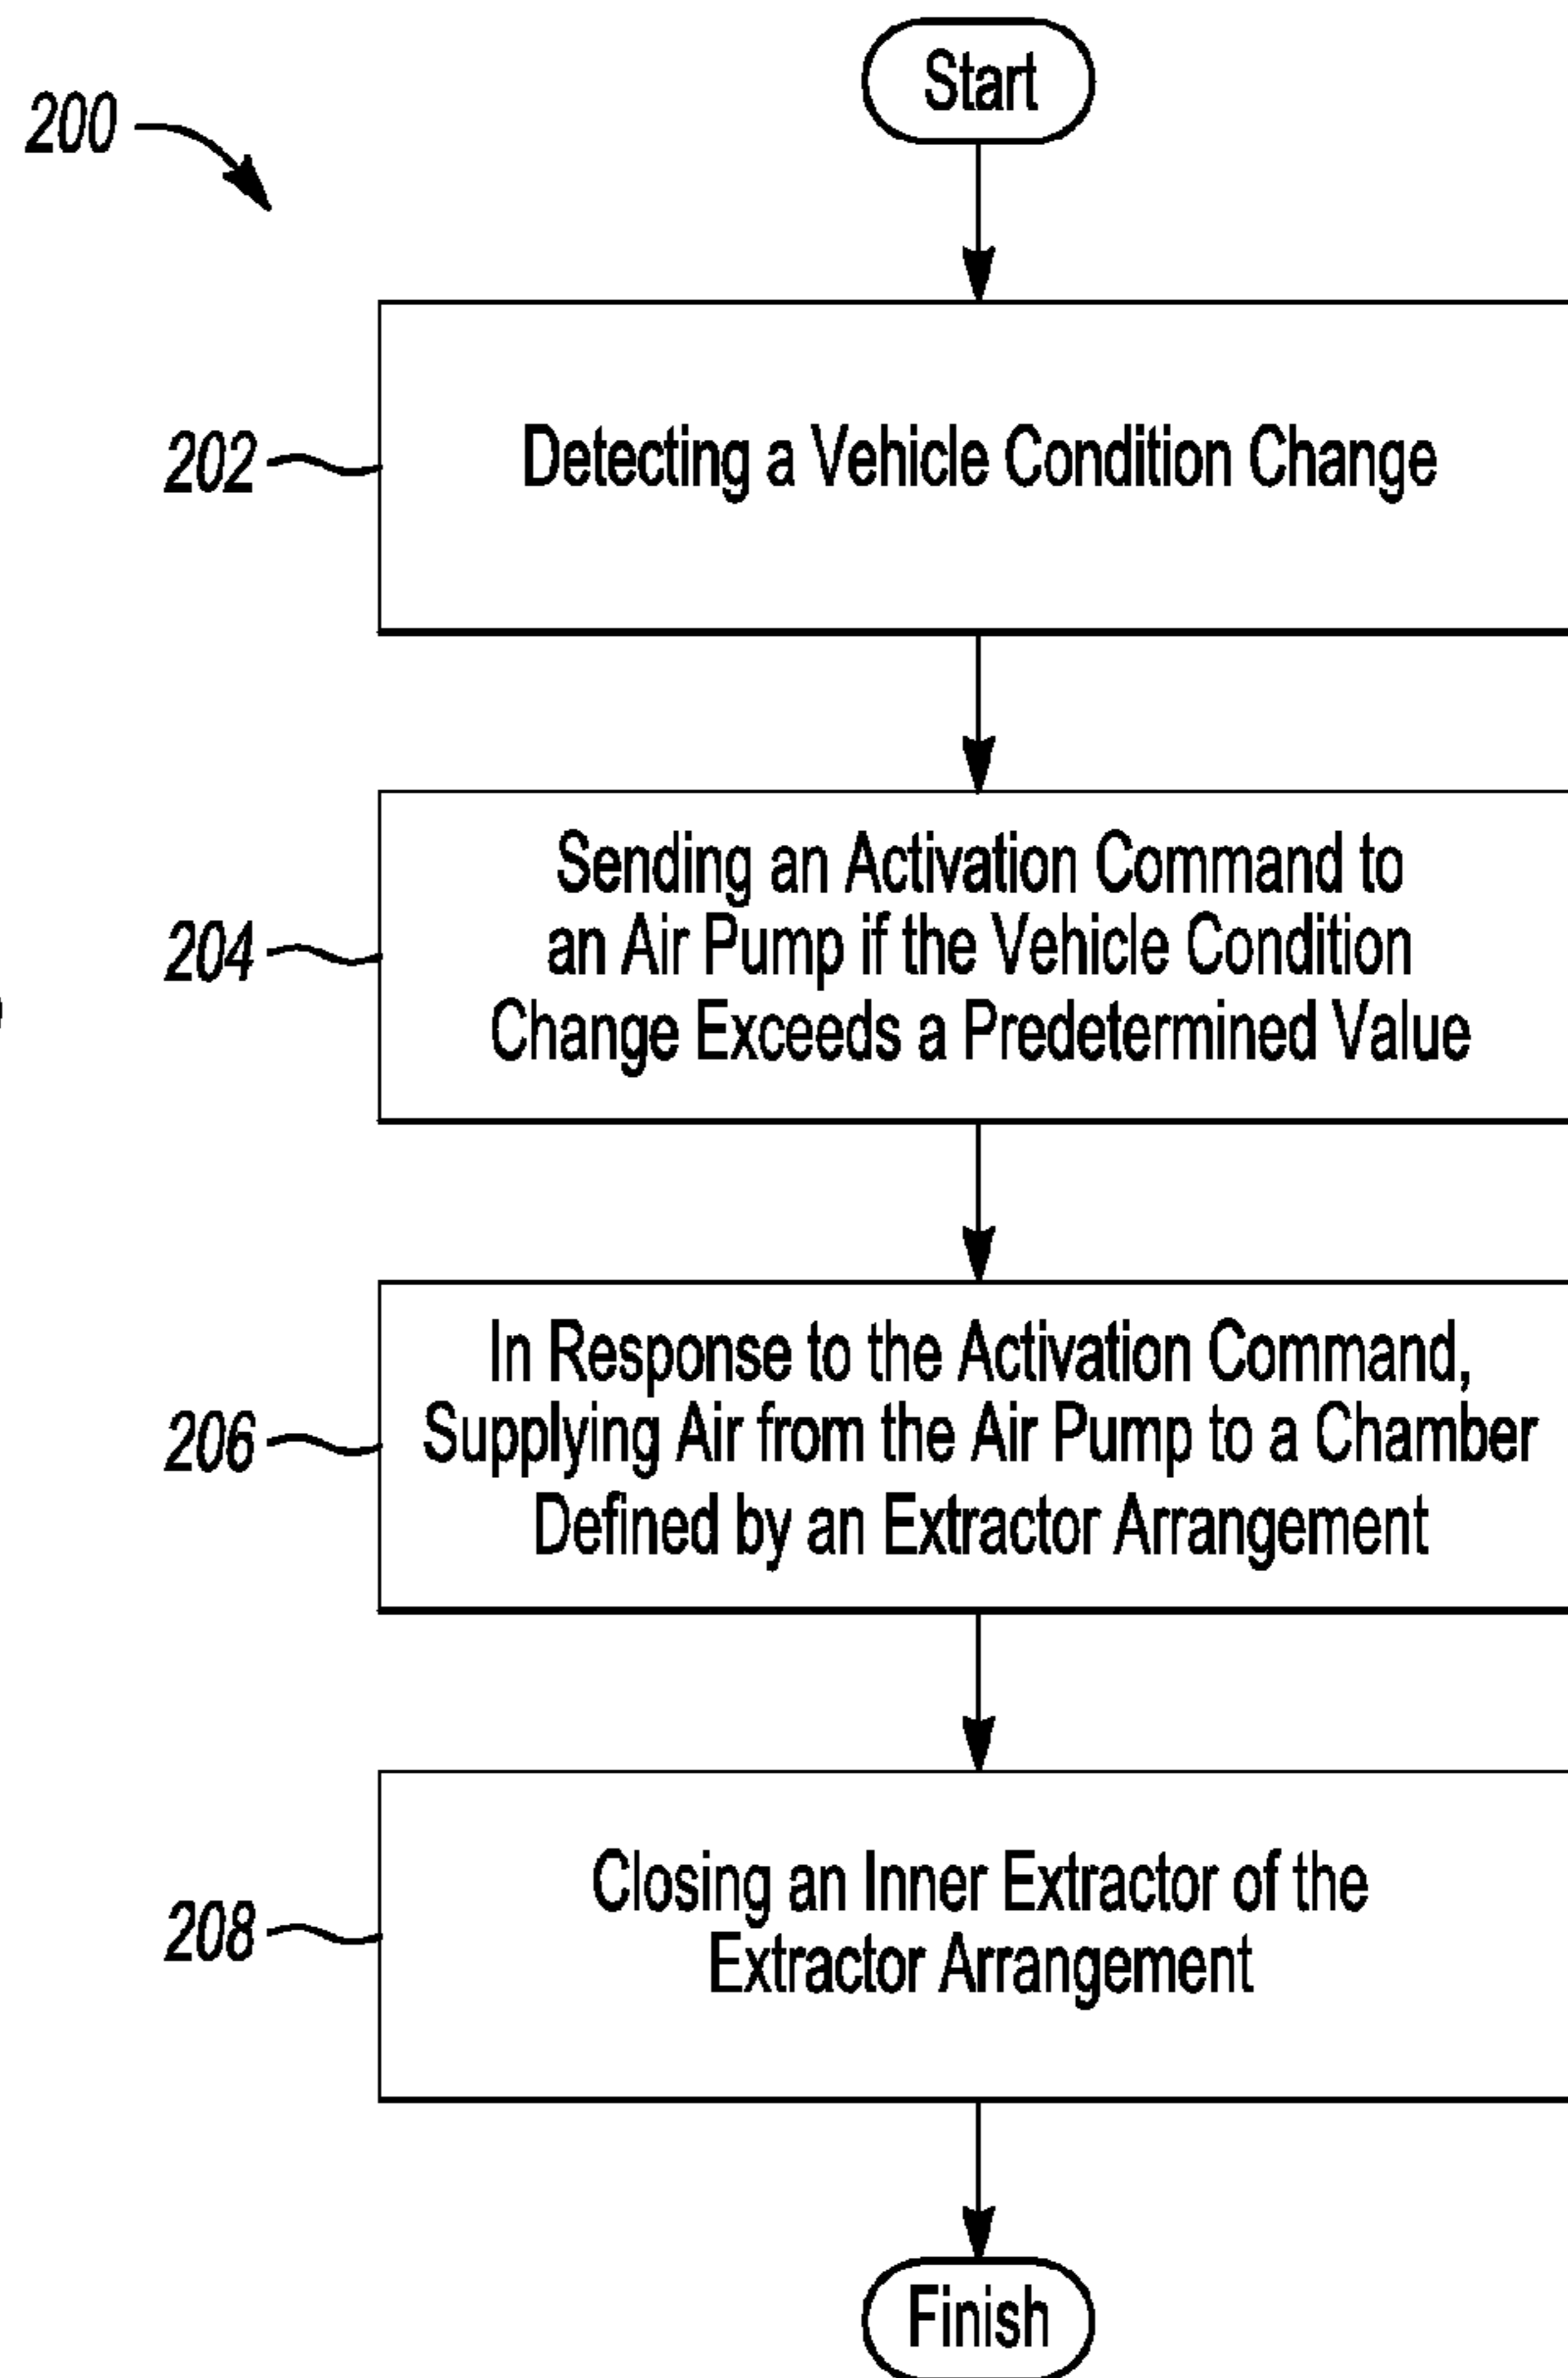 Start
200
202
Detecting a Vehicle Condition Change
204
Sending an Activation Command to
an Air Pump if the Vehicle Condition
Change Exceeds a Predetermined Value
206
In Response to the Activation Command,
Supplying Air from the Air Pump to a Chamber
Defined by an Extractor Arrangement
208
Closing an Inner Extractor of the
Extractor Arrangement
Finish